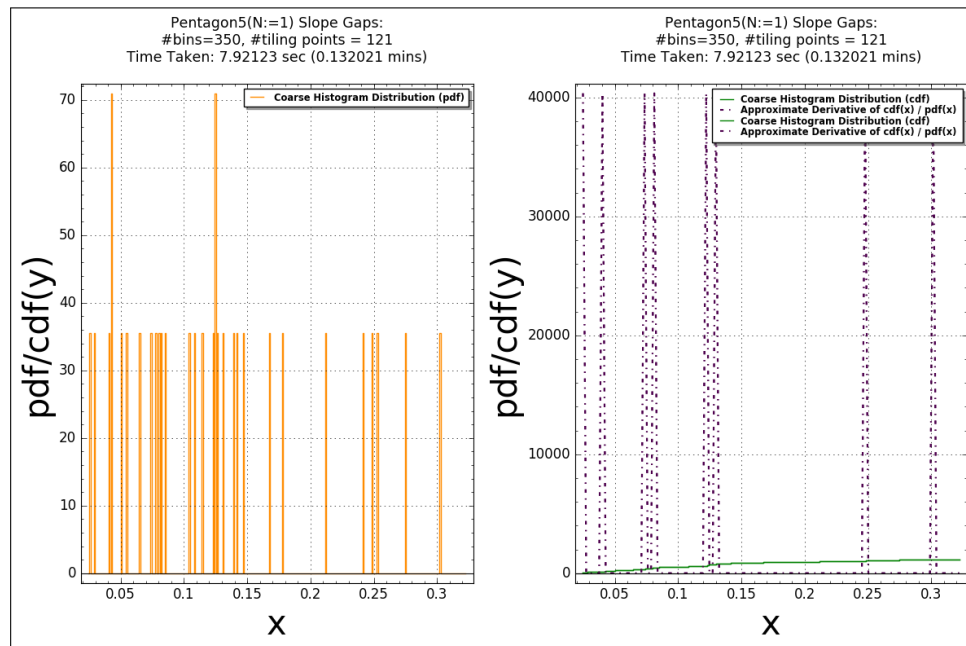 Pentagon5(N:=1) Slope Gaps:
#bins=350, #tiling points = 121
Time Taken: 7.92123 sec (0.132021 mins)
Coarse Histogram Distribution (pdf)
70
60
50
40
30
20
10
0
0.05
0.1
0.15
0.2
0.25
0.3
pdf/cdf(y)
x
Pentagon5(N:=1) Slope Gaps:
#bins=350, #tiling points = 121
Time Taken: 7.92123 sec (0.132021 mins)
Coarse Histogram Distribution (cdf)
Approximate Derivative of cdf(x) / pdf(x)
Coarse Histogram Distribution (cdf)
Approximate Derivative of cdf(x) / pdf(x)
40000
30000
20000
10000
0
0.05
0.1
0.15
0.2
0.25
0.3
pdf/cdf(y)
x